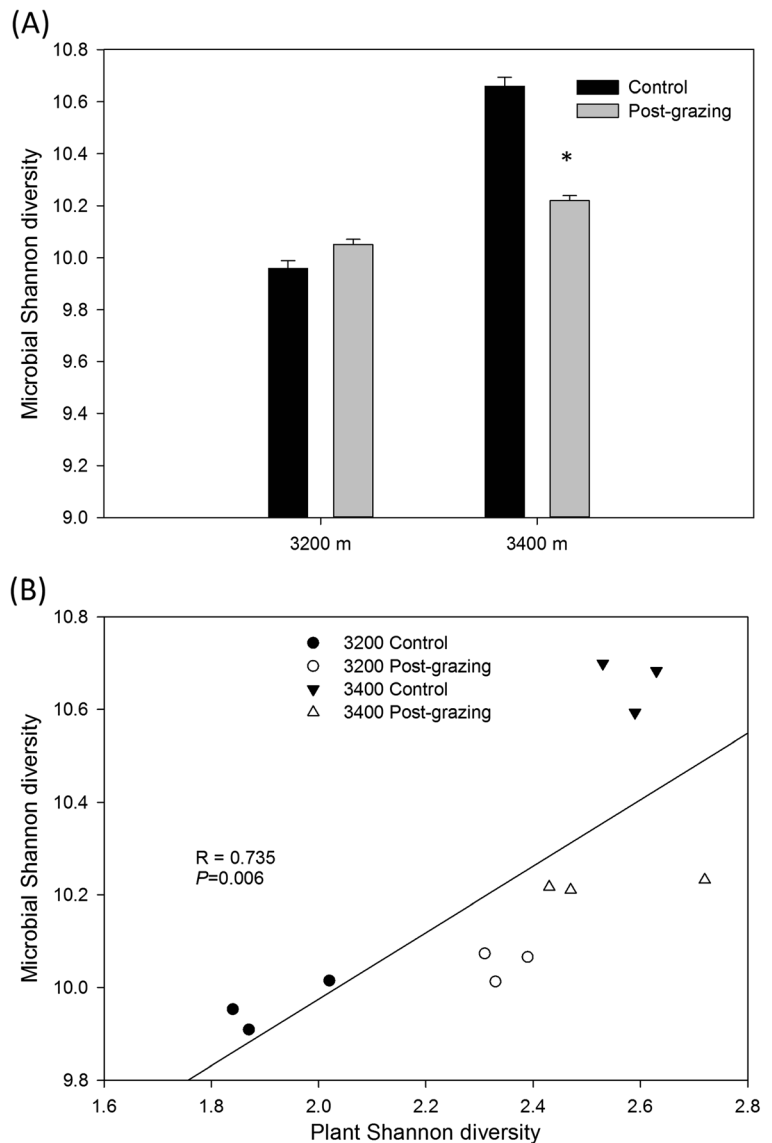 (A)
10.8
10.6
10.4
10.2
10.0
9.8
9.6
9.4
9.2
9.0
Microbial Shannon diversity
Control
Post-grazing
*
3200 m
3400 m
(B)
10.8
10.6
10.4
10.2
10.0
9.8
Microbial Shannon diversity
3200 Control
3200 Post-grazing
3400 Control
3400 Post-grazing
R = 0.735
P=0.006
1.6 1.8 2.0 2.2 2.4 2.6 2.8
Plant Shannon diversity